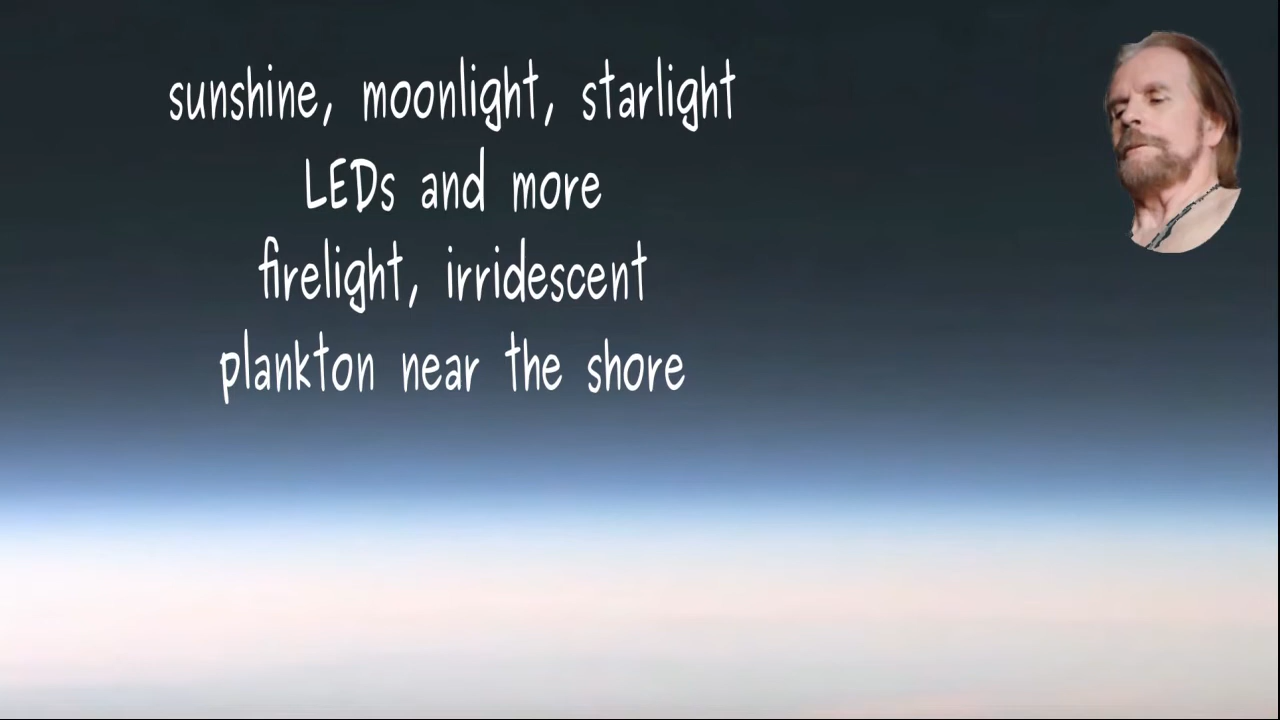 sunshine, moonlight, starlight
LEDs and more
firelight, irridescent
plankton near the shore